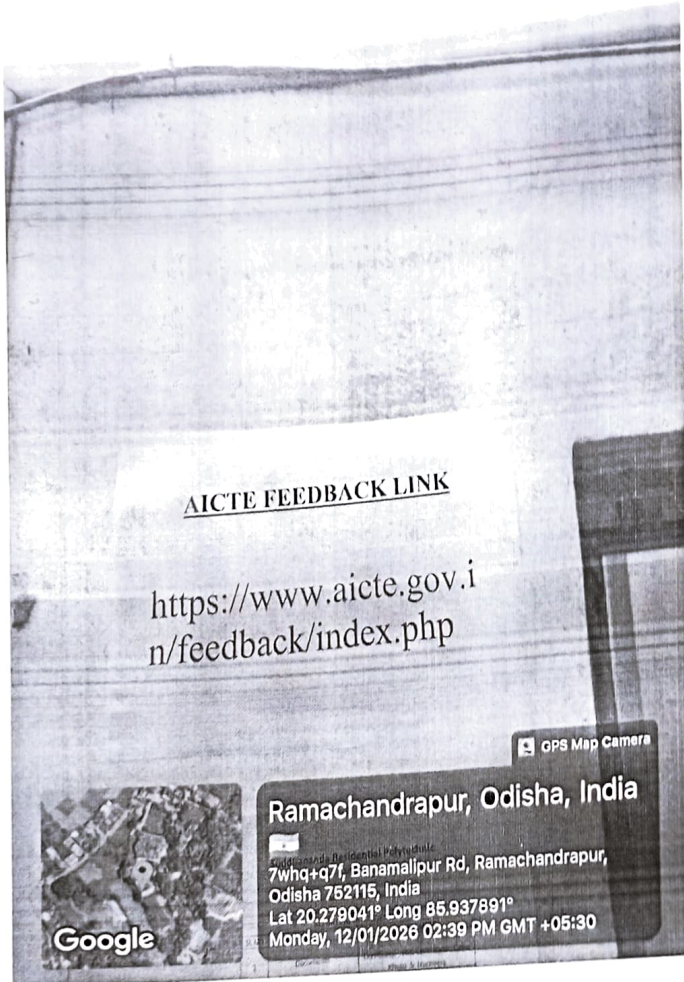 AICTE FEEDBACK LINK
https://www.aicte.gov.i
n/feedback/index.php
GPS Map Camera
Ramachandrapur, Odisha, India
Residential
7whq+q7f, Banamalipur Rd, Ramachandrapur,
Odisha 752115, India
Lat 20.279041° Long 85.937891°
Monday, 12/01/2026 02:39 PM GMT +05:30
Google